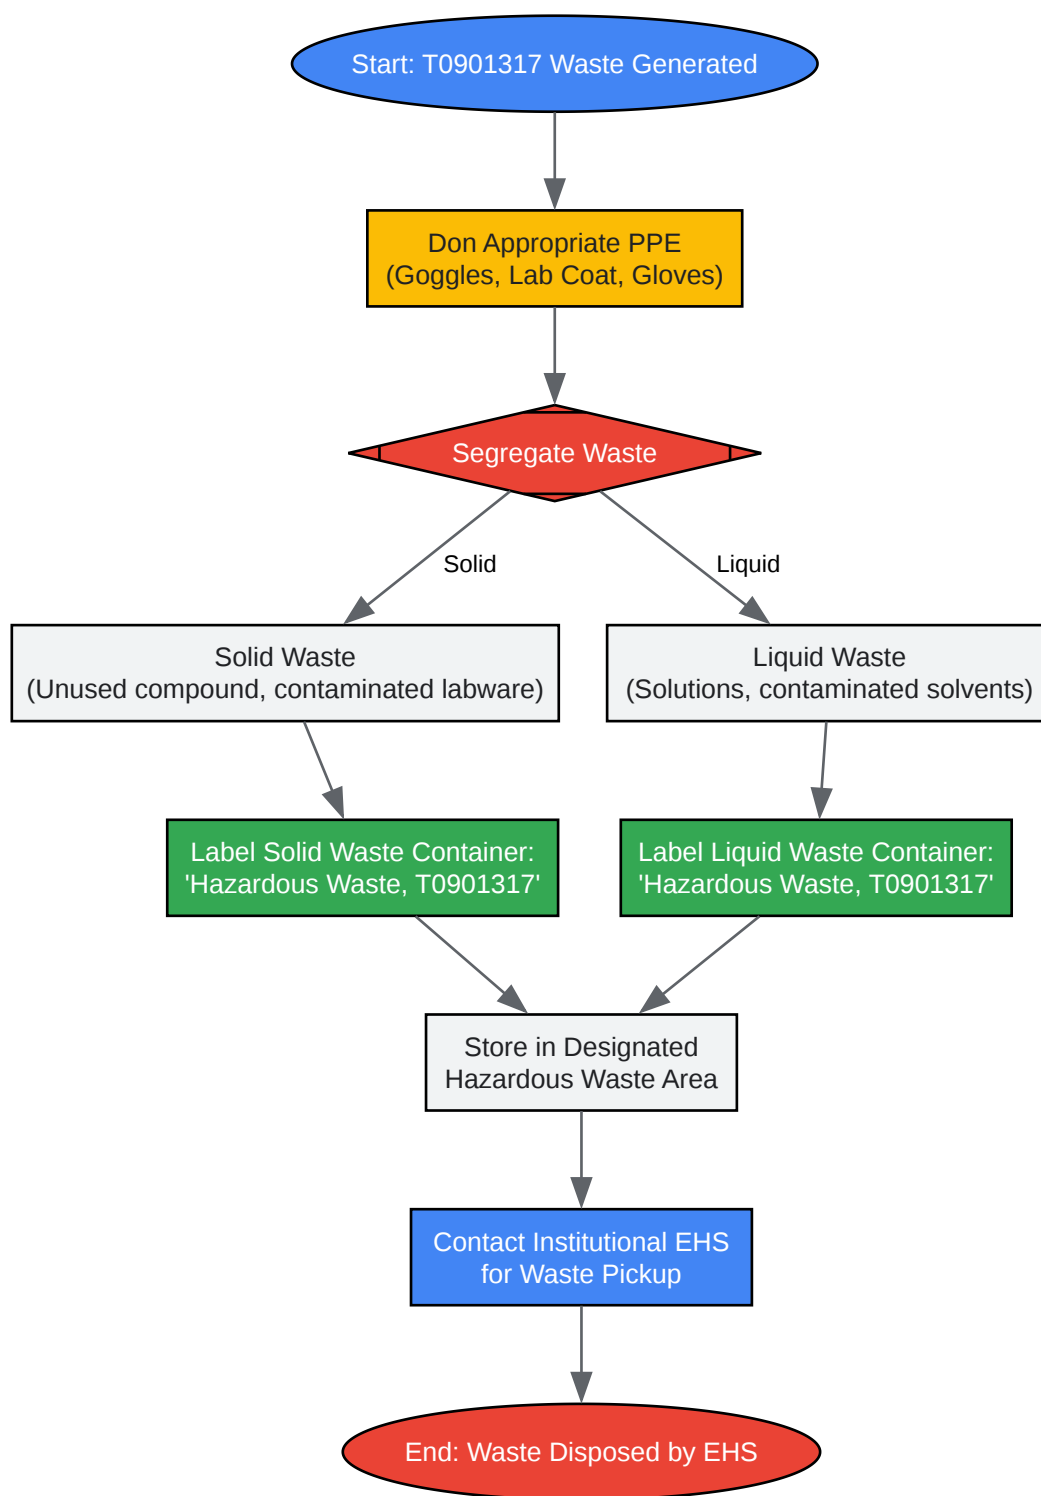 Start: T0901317 Waste Generated
Don Appropriate PPE
(Goggles, Lab Coat, Gloves)
Segregate Waste
Solid
Liquid
Solid Waste
(Unused compound, contaminated labware)
Liquid Waste
(Solutions, contaminated solvents)
Label Solid Waste Container:
'Hazardous Waste, T0901317'
Label Liquid Waste Container:
'Hazardous Waste, T0901317'
Store in Designated
Hazardous Waste Area
Contact Institutional EHS
for Waste Pickup
End: Waste Disposed by EHS